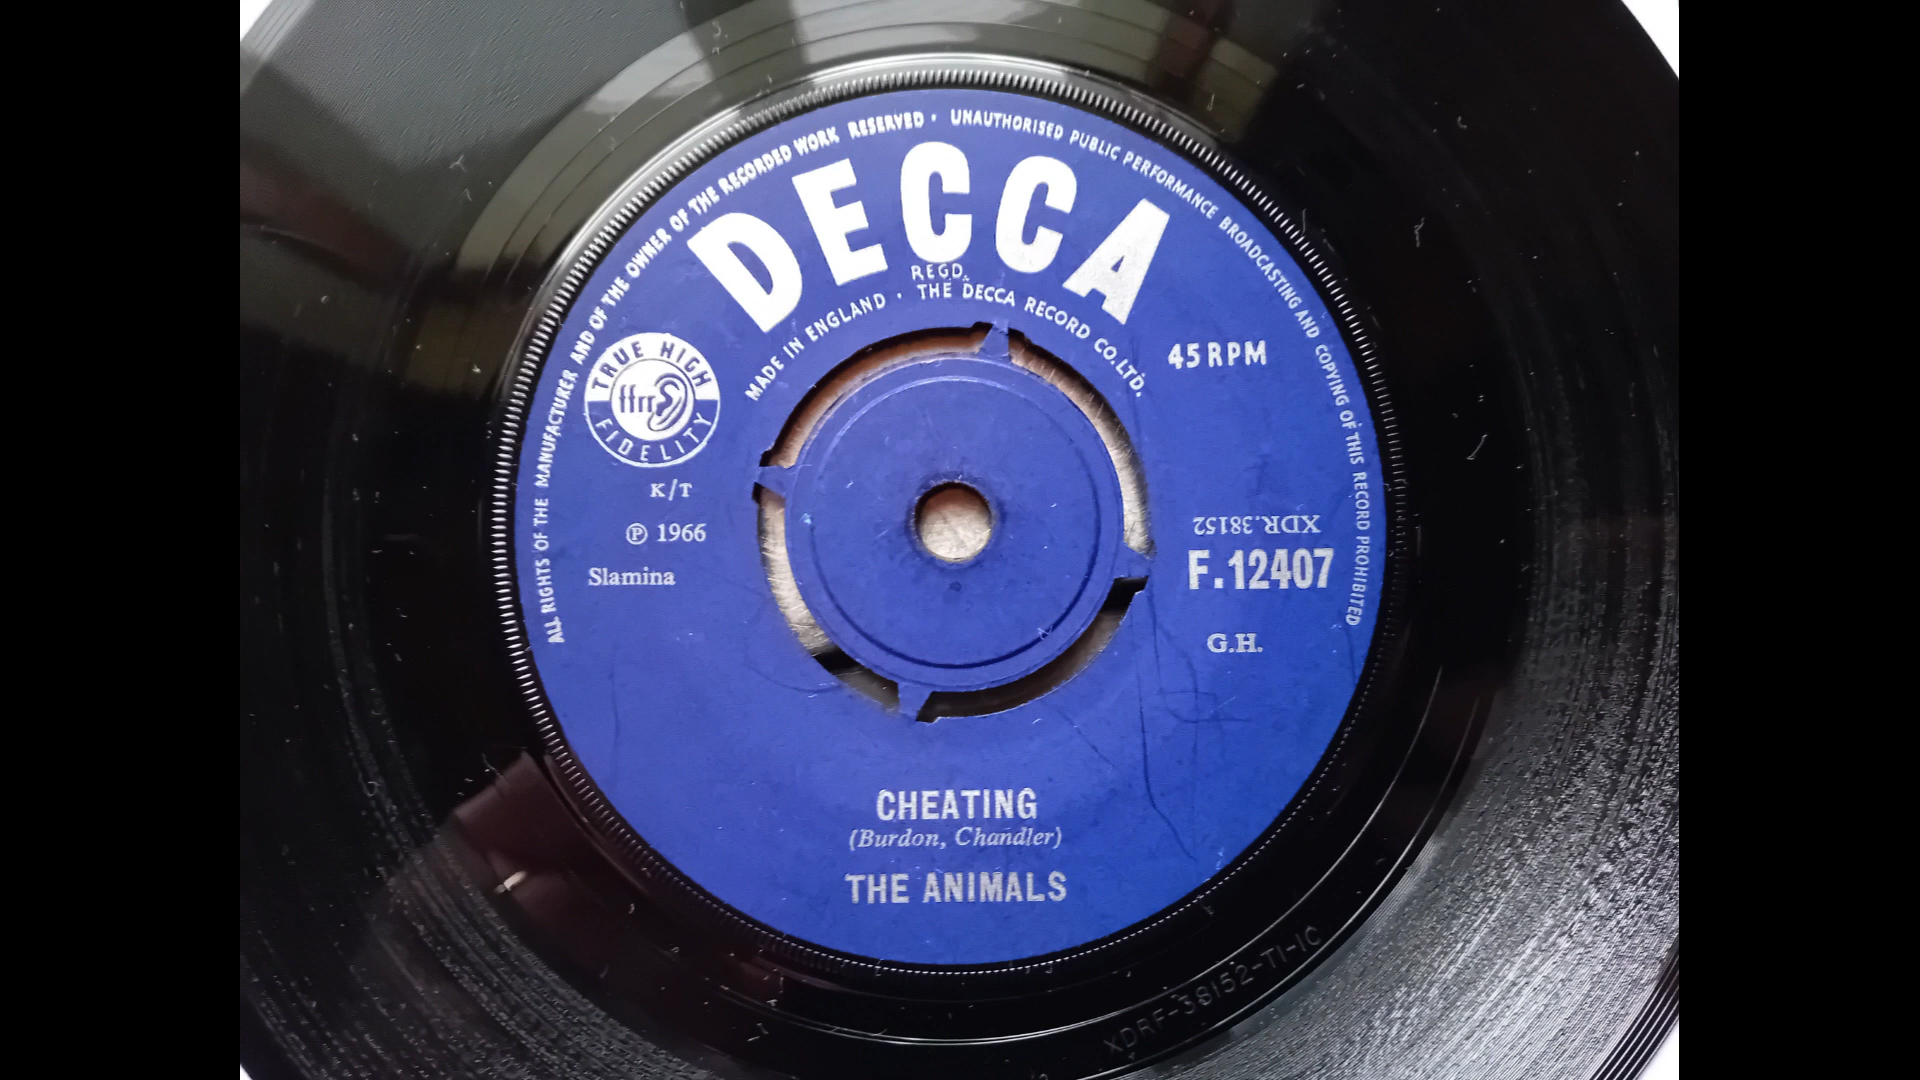 ALL RIGHTS OF THE MANUFACTURER AND OF THE OWNER OF THE RECORDED WORK RESERVED · UNAUTHORISED PUBLIC PERFORMANCE BROADCASTING AND COPYING OF THIS RECORD PROHIBITED
DECCA
REGD.
MADE IN ENGLAND · THE DECCA RECORD CO. LTD.
45 RPM
TRUE HIGH
ffrr
FIDELITY
K/T
℗ 1966
Slamina
XDR.38152
F.12407
G.H.
CHEATING
(Burdon, Chandler)
THE ANIMALS
XDRF-38152-T1-1C